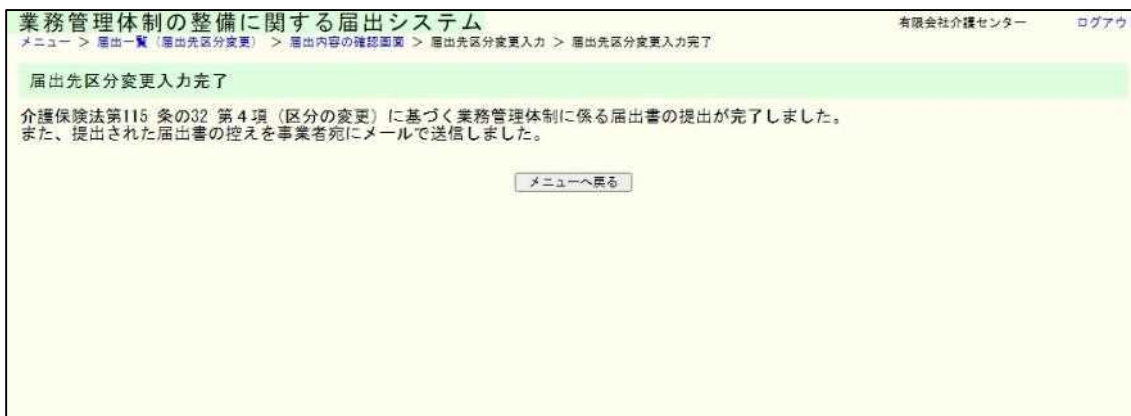 業務管理体制の整備に関する届出システム
有限会社介護センター ログアウ
メニュー > 届出一覧（届出先区分変更） > 届出内容の確認画面 > 届出先区分変更入力 > 届出先区分変更入力完了
届出先区分変更入力完了
介護保険法第115 条の32 第４項（区分の変更）に基づく業務管理体制に係る届出書の提出が完了しました。
また、提出された届出書の控えを事業者宛にメールで送信しました。
メニューへ戻る